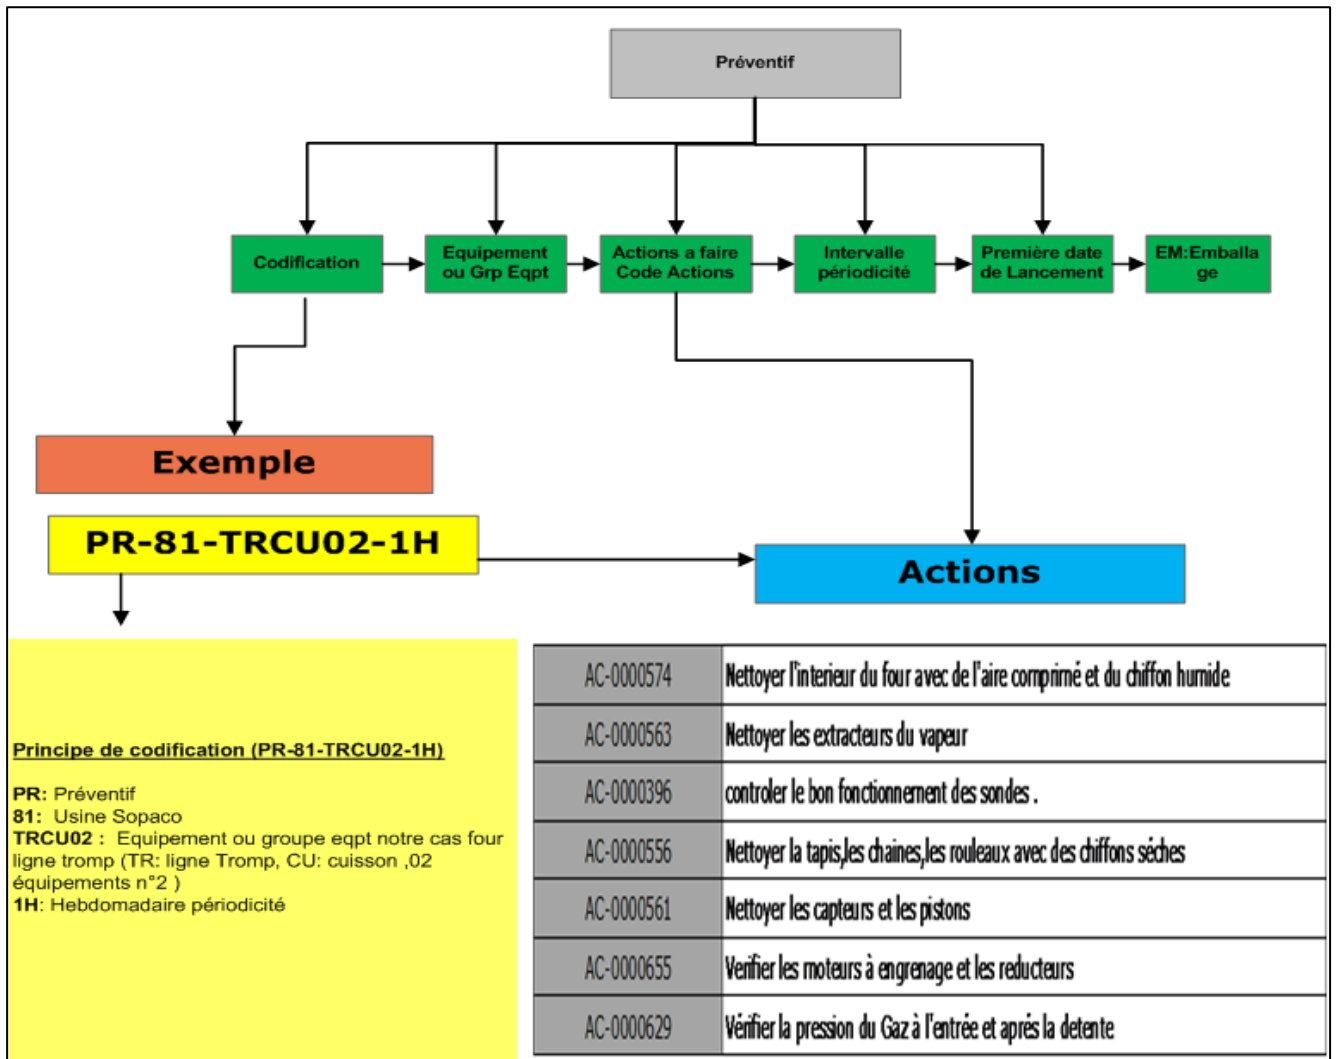 Préventif
Codification
Equipement
ou Grp Eqpt
Actions a faire
Code Actions
Intervalle
périodicité
Première date
de Lancement
EM:Emballa
ge
Exemple
PR-81-TRCU02-1H
Actions
Principe de codification (PR-81-TRCU02-1H)
PR: Préventif
81: Usine Sopaco
TRCU02 : Equipement ou groupe eqpt notre cas four
ligne tromp (TR: ligne Tromp, CU: cuisson ,02
équipements n°2 )
1H: Hebdomadaire périodicité
AC-0000574 Nettoyer l'interieur du four avec de l'aire comprimé et du chiffon humide
AC-0000563 Nettoyer les extracteurs du vapeur
AC-0000396 controler le bon fonctionnement des sondes .
AC-0000556 Nettoyer la tapis,les chaines,les rouleaux avec des chiffons séches
AC-0000561 Nettoyer les capteurs et les pistons
AC-0000655 Verifier les moteurs à engrenage et les reducteurs
AC-0000629 Vérifier la pression du Gaz à l'entrée et aprés la detente